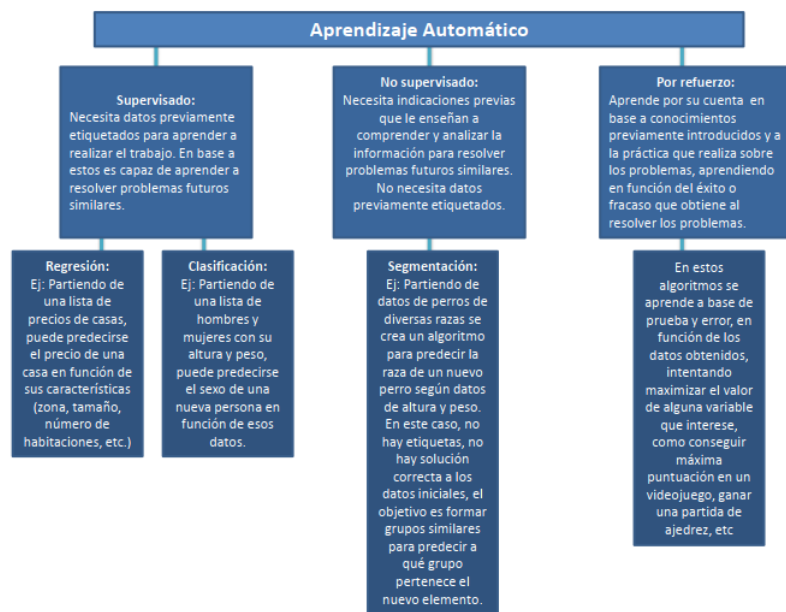 Aprendizaje Automático
Supervisado:
Necesita datos previamente
etiquetados para aprender a
realizar el trabajo. En base a
estos es capaz de aprender a
resolver problemas futuros
similares.
No supervisado:
Necesita indicaciones previas
que le enseñan a
comprender y analizar la
información para resolver
problemas futuros similares.
No necesita datos
previamente etiquetados.
Por refuerzo:
Aprende por su cuenta en
base a conocimientos
previamente introducidos y a
la práctica que realiza sobre
los problemas, aprendiendo
en función del éxito o
fracaso que obtiene al
resolver los problemas.
Regresión:
Ej: Partiendo de
una lista de
precios de casas,
puede predecirse
el precio de una
casa en función de
sus características
(zona, tamaño,
número de
habitaciones, etc.)
Clasificación:
Ej: Partiendo de
una lista de
hombres y
mujeres con su
altura y peso,
puede predecirse
el sexo de una
nueva persona en
función de esos
datos.
Segmentación:
Ej: Partiendo de
datos de perros de
diversas razas se
crea un algoritmo
para predecir la
raza de un nuevo
perro según datos
de altura y peso.
En este caso, no
hay etiquetas, no
hay solución
correcta a los
datos iniciales, el
objetivo es formar
grupos similares
para predecir a
qué grupo
pertenece el
nuevo elemento.
En estos
algoritmos se
aprende a base de
prueba y error, en
función de los
datos obtenidos,
intentando
maximizar el valor
de alguna variable
que interese,
como conseguir
máxima
puntuación en un
videojuego, ganar
una partida de
ajedrez, etc